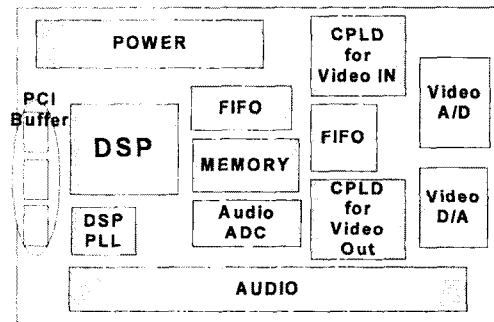 POWER
CPLD
for
Video IN
PCI
Buffer
FIFO
Video
A/D
DSP
FIFO
MEMORY
CPLD
for
Video
Out
Video
D/A
DSP
PLL
Audio
ADC
AUDIO